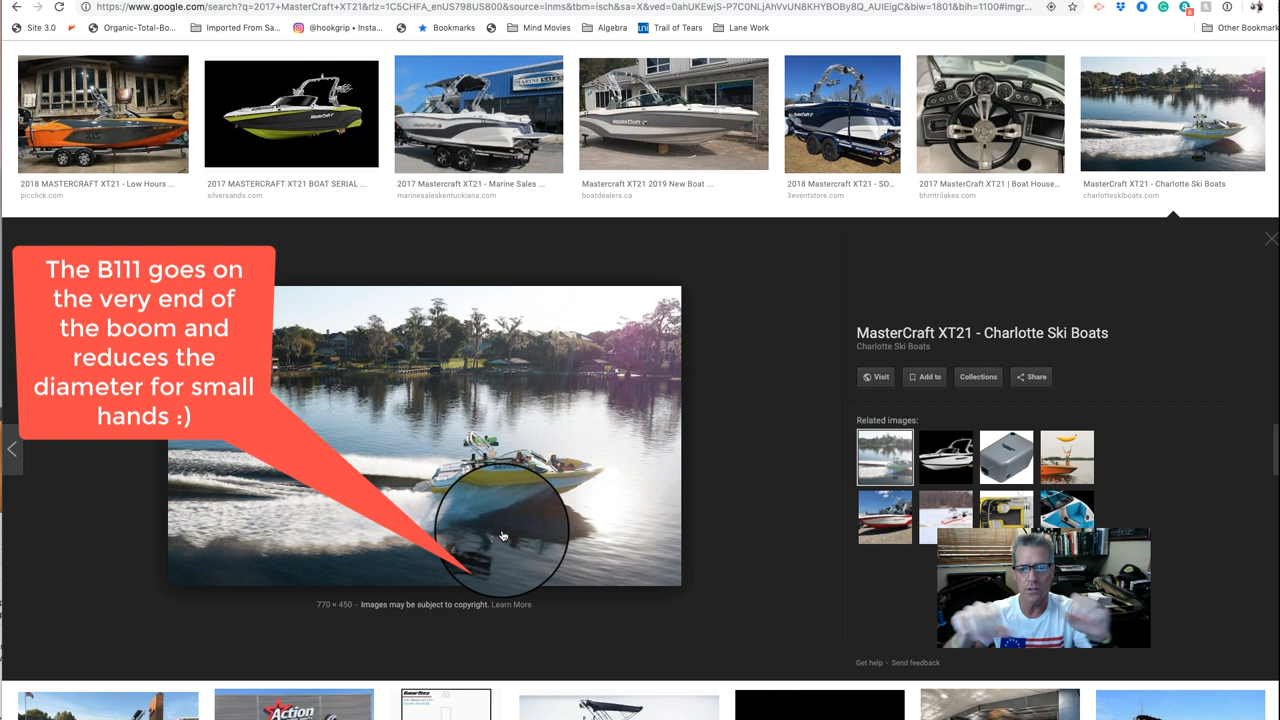 https://www.google.com/search?q=2017+MasterCraft+XT21&rlz=1C5CHFA_enUS798US800&source=lnms&tbm=isch&sa=X&ved=0ahUKEwjS-P7C0NLjAhVvUN8KHYBOBy8Q_AUIEigC&biw=1801&bih=1100#imgr...
Site 3.0
Organic-Total-Bo...
Imported From Sa...
@hookgrip • Insta...
Bookmarks
Mind Movies
Algebra
Trail of Tears
Lane Work
Other Bookmark
2018 MASTERCRAFT XT21 - Low Hours ...
picclick.com
2017 MASTERCRAFT XT21 BOAT SERIAL ...
silversands.com
2017 Mastercraft XT21 - Marine Sales ...
marinesaleskentuckiana.com
Mastercraft XT21 2019 New Boat ...
boatdealers.ca
2018 MASTERCRAFT XT21 - SO...
3eventstore.com
2017 MasterCraft XT21 | Boat House...
bhmtrilakes.com
MasterCraft XT21 - Charlotte Ski Boats
charlotteskiboats.com
The B111 goes on
the very end of
the boom and
reduces the
diameter for small
hands :)
770 × 450 - Images may be subject to copyright. Learn More
MasterCraft XT21 - Charlotte Ski Boats
Charlotte Ski Boats
Visit
Add to
Collections
Share
Related images:
Get help - Send feedback
Action